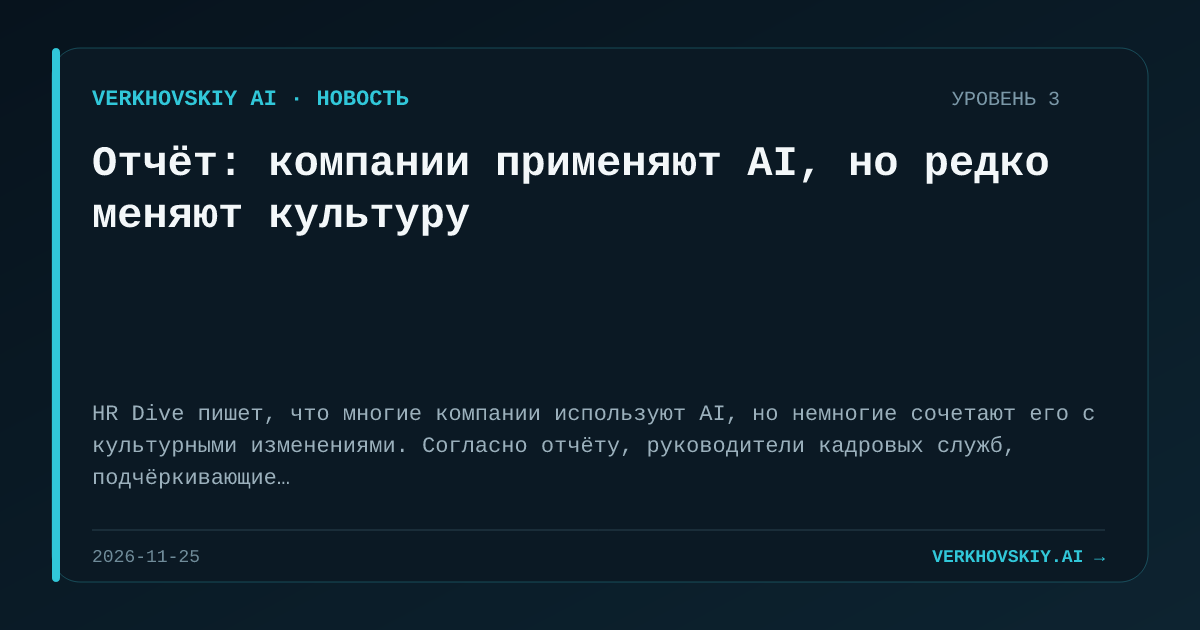 VERKHOVSKIY AI · НОВОСТЬ
УРОВЕНЬ 3
Отчёт: компании применяют AI, но редко
меняют культуру
HR Dive пишет, что многие компании используют AI, но немногие сочетают его с
культурными изменениями. Согласно отчёту, руководители кадровых служб,
подчёркивающие…
2026-11-25
VERKHOVSKIY.AI →